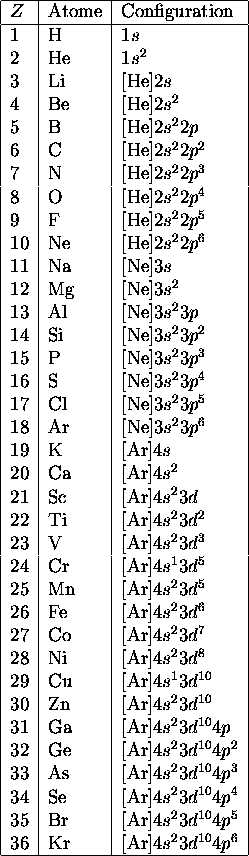 Z Atome Configuration
1 H 1s
2 He 1s²
3 Li [He]2s
4 Be [He]2s²
5 B [He]2s²2p
6 C [He]2s²2p²
7 N [He]2s²2p³
8 O [He]2s²2p⁴
9 F [He]2s²2p⁵
10 Ne [He]2s²2p⁶
11 Na [Ne]3s
12 Mg [Ne]3s²
13 Al [Ne]3s²3p
14 Si [Ne]3s²3p²
15 P [Ne]3s²3p³
16 S [Ne]3s²3p⁴
17 Cl [Ne]3s²3p⁵
18 Ar [Ne]3s²3p⁶
19 K [Ar]4s
20 Ca [Ar]4s²
21 Sc [Ar]4s²3d
22 Ti [Ar]4s²3d²
23 V [Ar]4s²3d³
24 Cr [Ar]4s¹3d⁵
25 Mn [Ar]4s²3d⁵
26 Fe [Ar]4s²3d⁶
27 Co [Ar]4s²3d⁷
28 Ni [Ar]4s²3d⁸
29 Cu [Ar]4s¹3d¹⁰
30 Zn [Ar]4s²3d¹⁰
31 Ga [Ar]4s²3d¹⁰4p
32 Ge [Ar]4s²3d¹⁰4p²
33 As [Ar]4s²3d¹⁰4p³
34 Se [Ar]4s²3d¹⁰4p⁴
35 Br [Ar]4s²3d¹⁰4p⁵
36 Kr [Ar]4s²3d¹⁰4p⁶